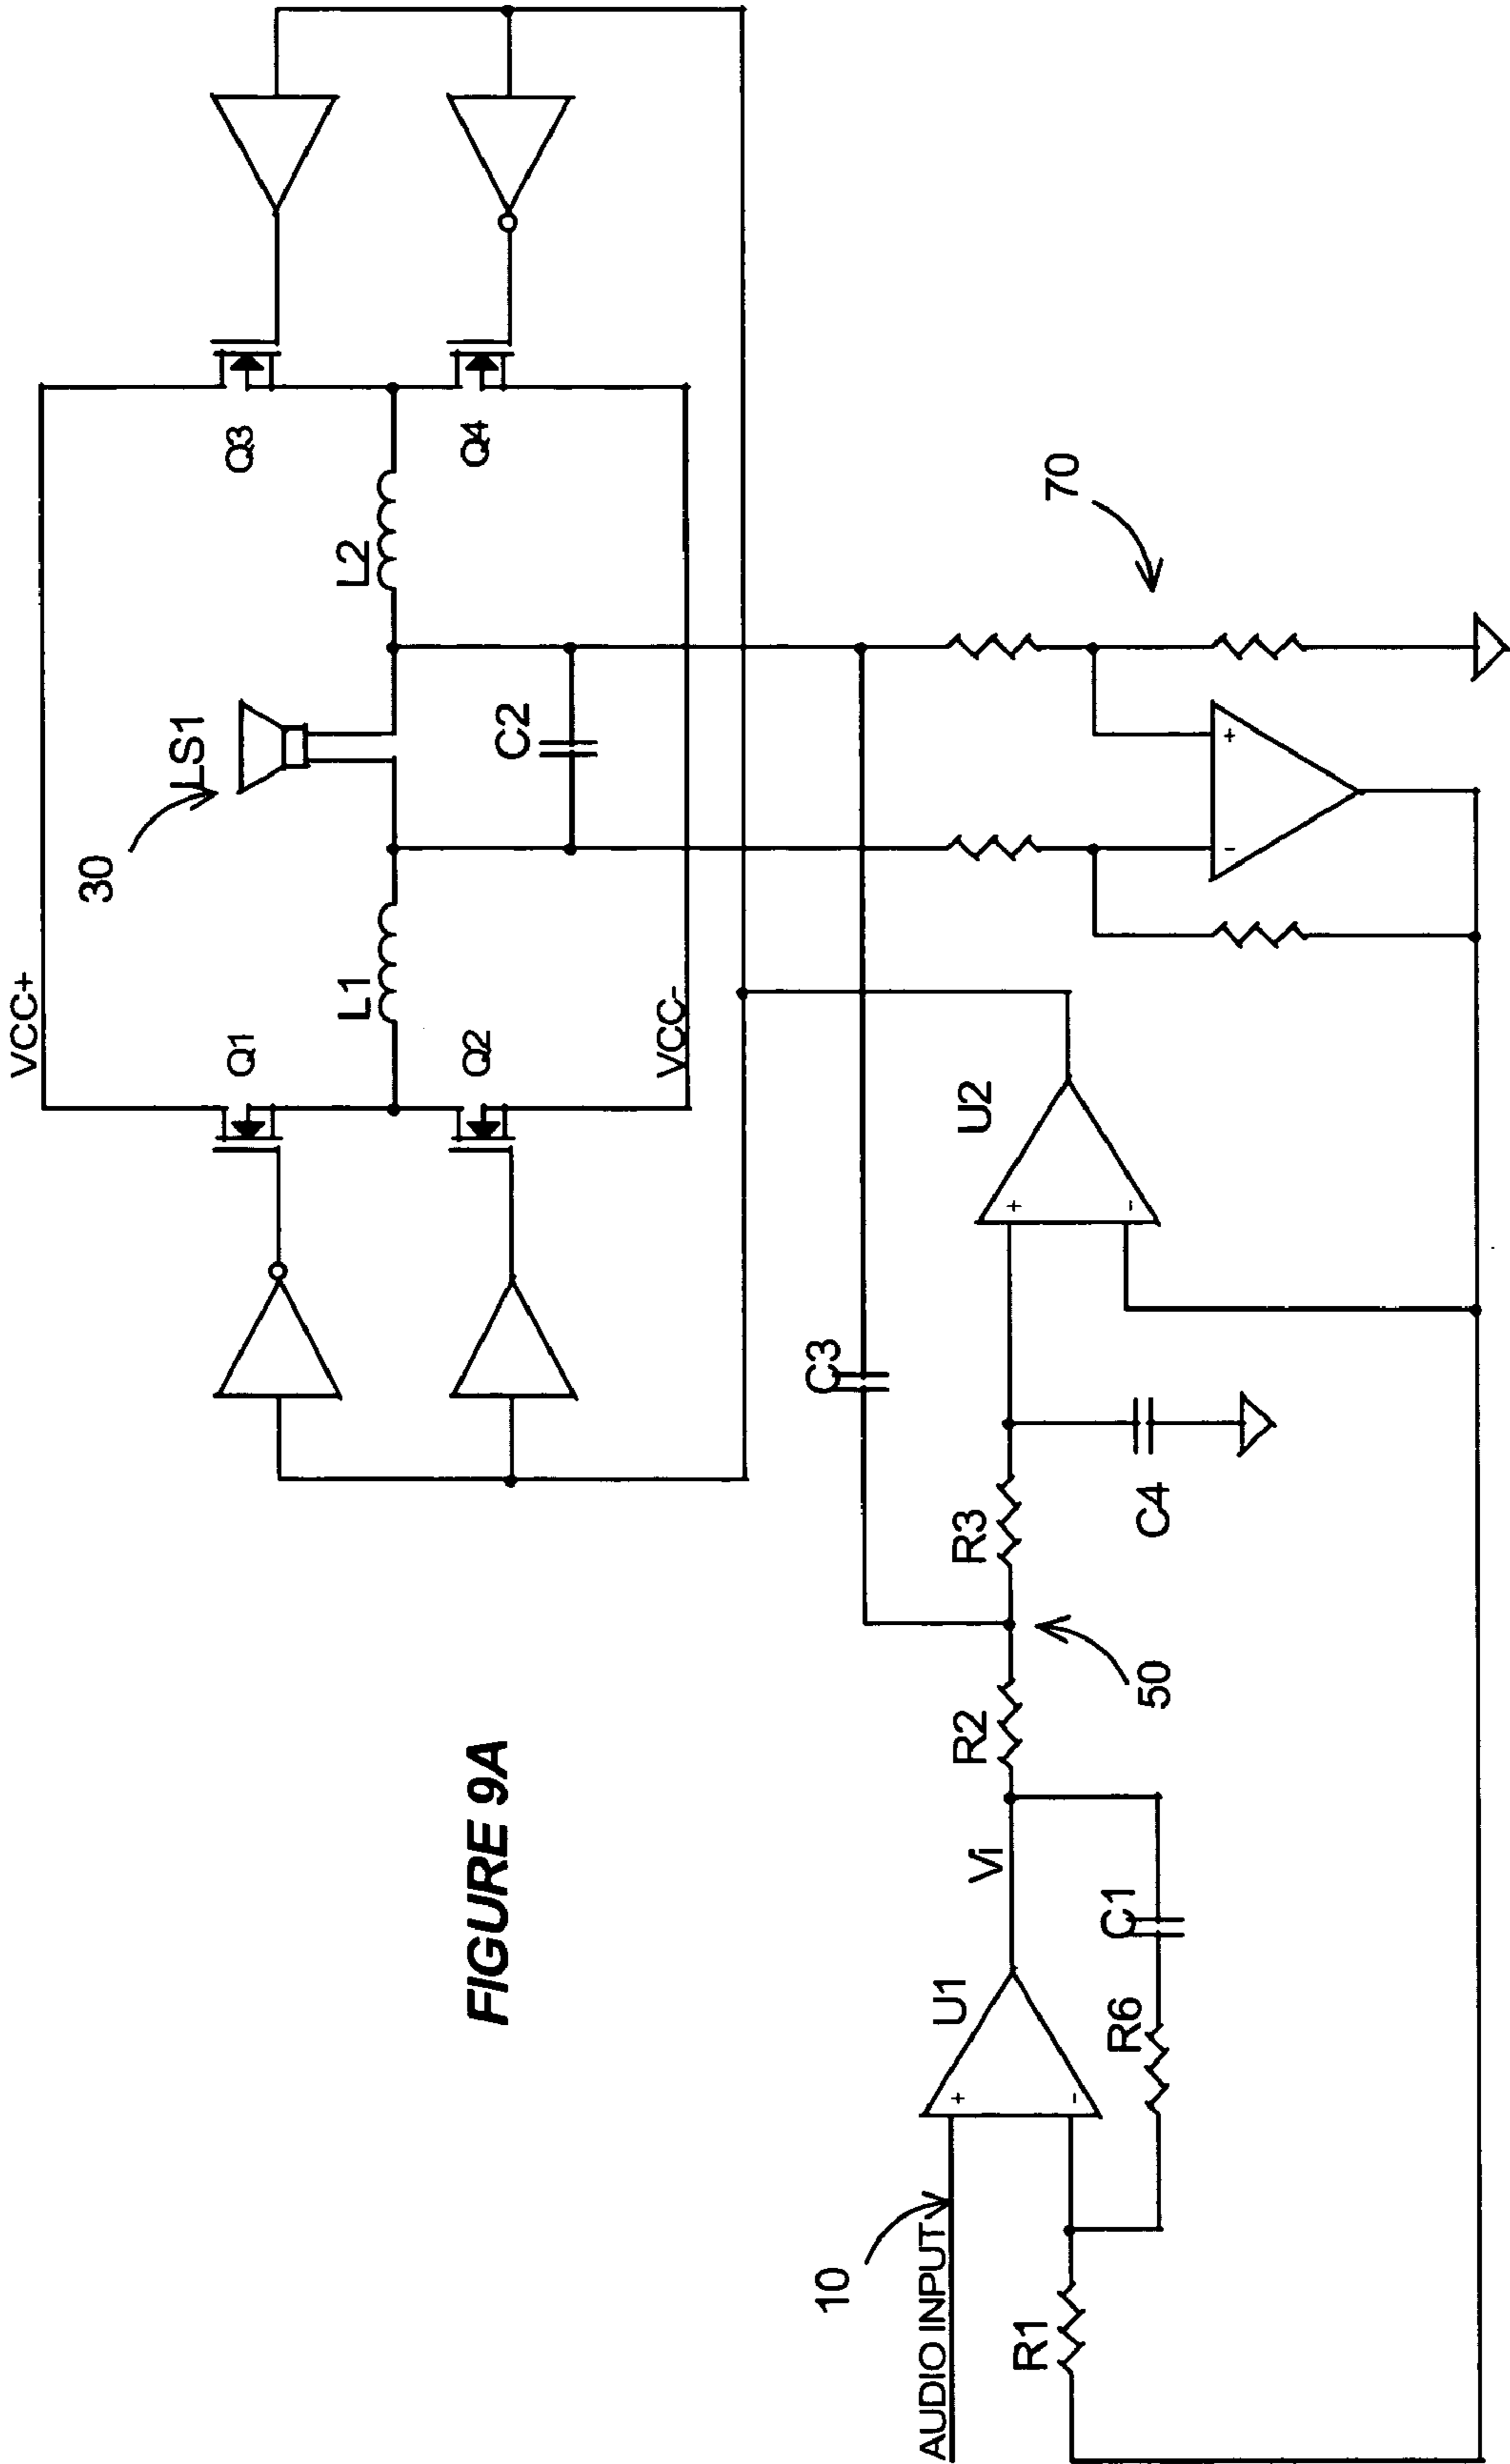 FIGURE 9A
VCC+
30
LS1
Q1
L1
L2
Q3
Q2
Q4
VCC-
C2
C3
70
10
AUDIO INPUT
U1
+
-
Vi
R2
R3
U2
+
-
-
+
R1
R6
C1
50
C4